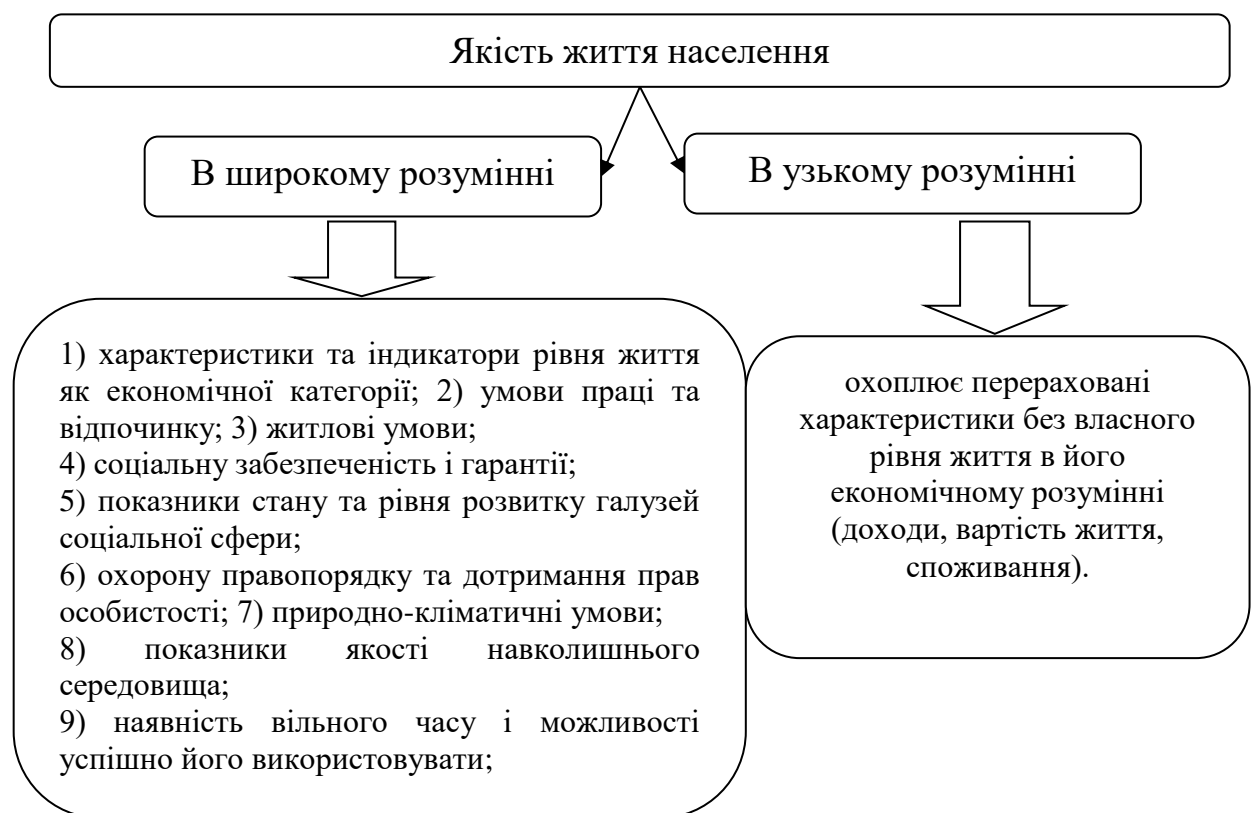 Якість життя населення
В широкому розумінні
В узькому розумінні
1) характеристики та індикатори рівня життя
як економічної категорії; 2) умови праці та
відпочинку; 3) житлові умови;
4) соціальну забезпеченість і гарантії;
5) показники стану та рівня розвитку галузей
соціальної сфери;
6) охорону правопорядку та дотримання прав
особистості; 7) природно-кліматичні умови;
8) показники якості навколишнього
середовища;
9) наявність вільного часу і можливості
успішно його використовувати;
охоплює перераховані
характеристики без власного
рівня життя в його
економічному розумінні
(доходи, вартість життя,
споживання).